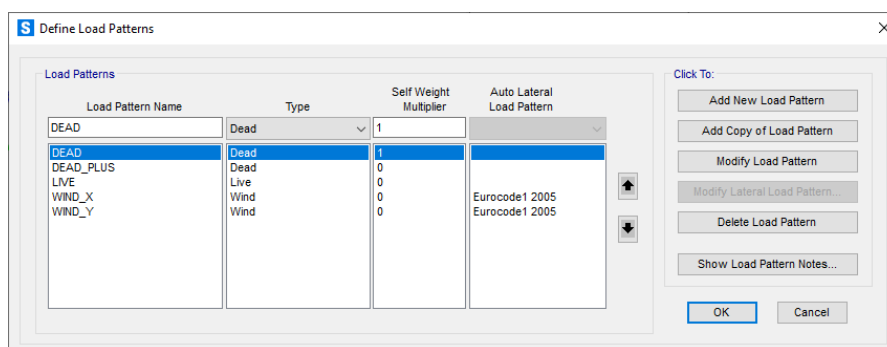 S Define Load Patterns
Load Patterns
Click To:
Load Pattern Name Type Self Weight Multiplier Auto Lateral Load Pattern
DEAD Dead 1
DEAD Dead 1
DEAD_PLUS Dead 0
LIVE Live 0
WIND_X Wind 0 Eurocode1 2005
WIND_Y Wind 0 Eurocode1 2005
Add New Load Pattern
Add Copy of Load Pattern
Modify Load Pattern
Modify Lateral Load Pattern...
Delete Load Pattern
Show Load Pattern Notes...
OK Cancel